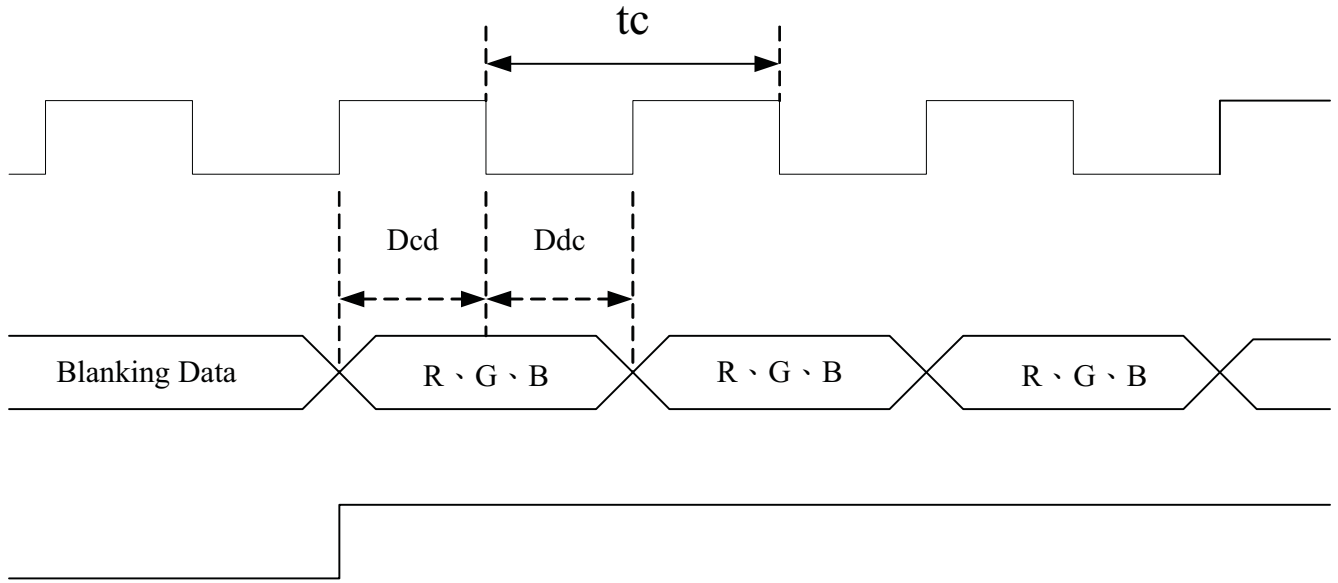 tc
Dcd Ddc
Blanking Data R、G、B R、G、B R、G、B